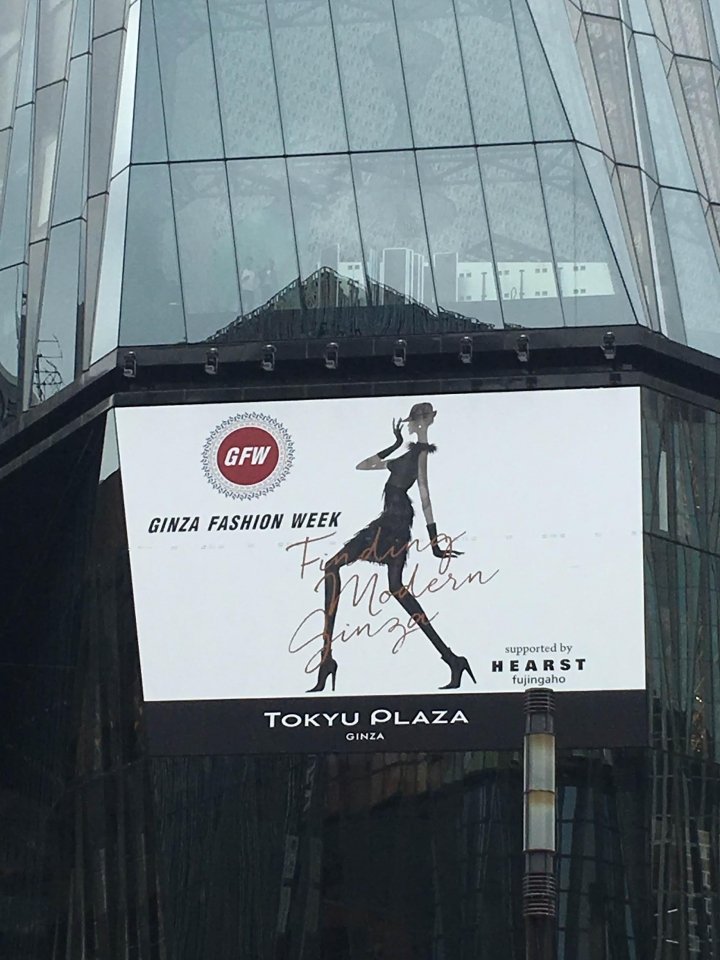 GFW
GINZA FASHION WEEK
Finding
Modern
Ginza
supported by
HEARST
fujingaho
TOKYU PLAZA
GINZA